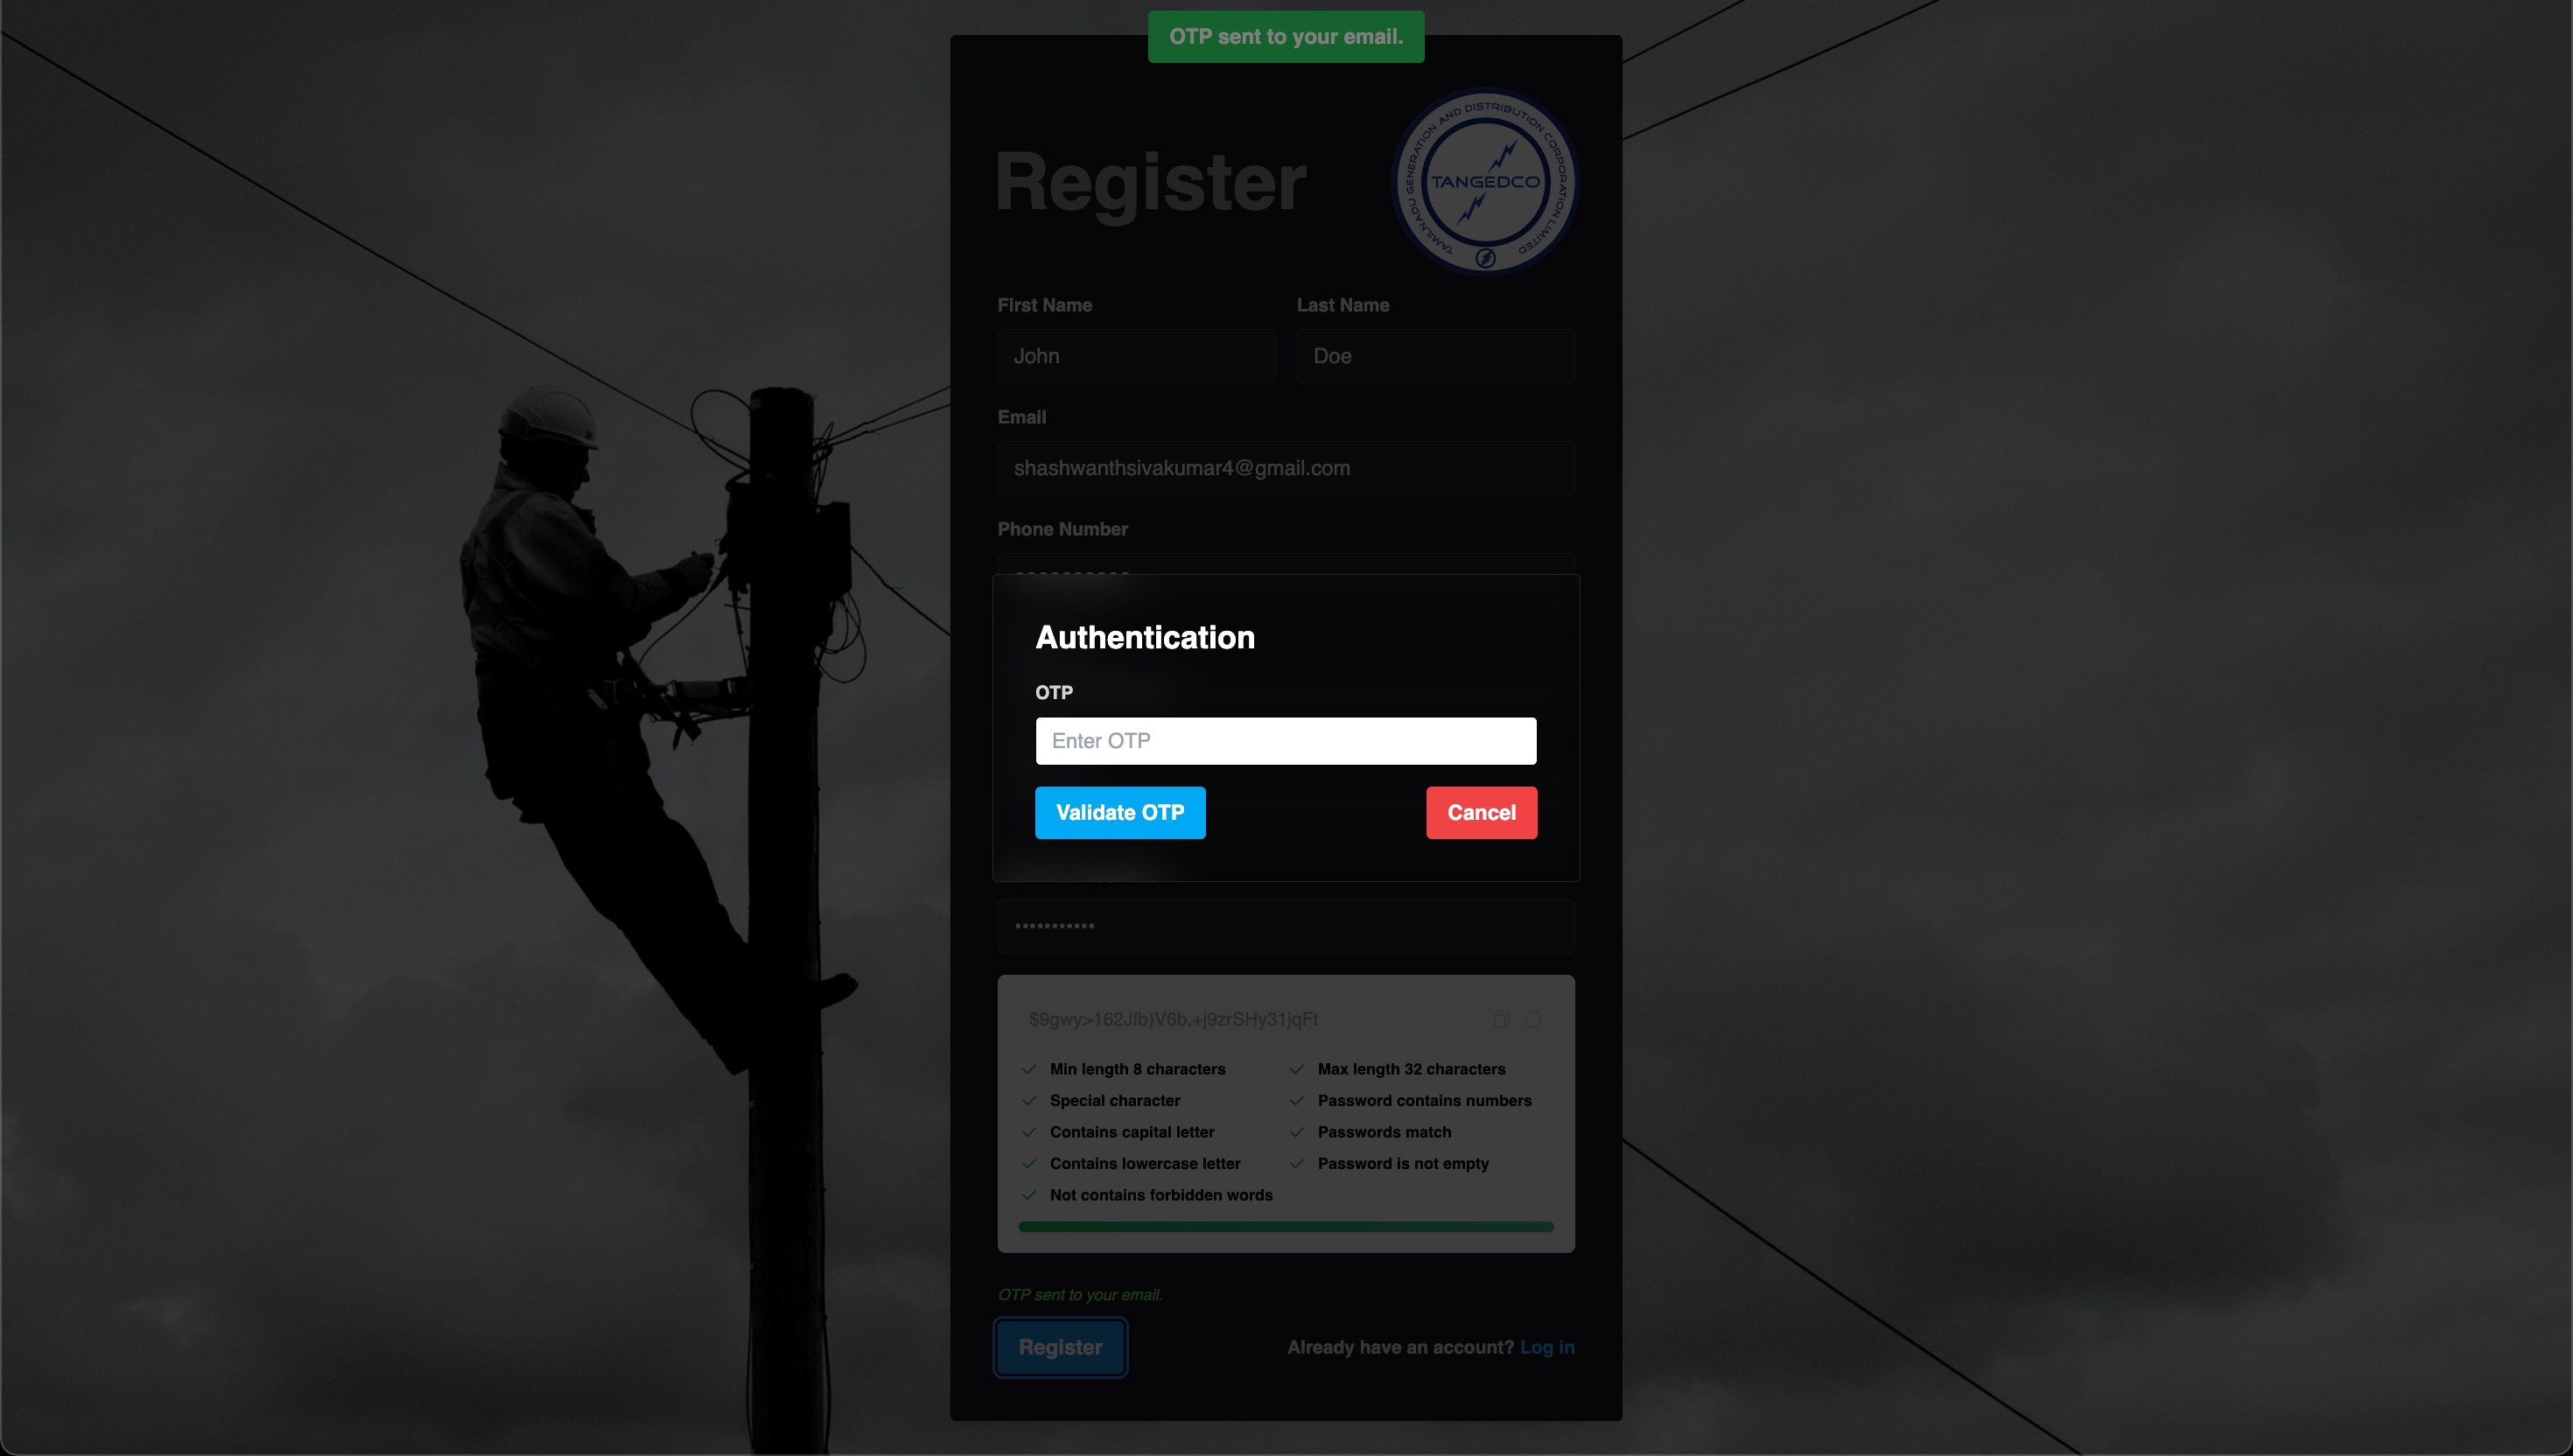 OTP sent to your email.
Register
TAMILNADU GENERATION AND DISTRIBUTION CORPORATION LIMITED
TANGEDCO
First Name
Last Name
John
Doe
Email
shashwanthsivakumar4@gmail.com
Phone Number
Authentication
OTP
Enter OTP
Validate OTP
Cancel
•••••••••••
$9gwy>162Jfb)V6b,+j9zrSHy31jqFt
Min length 8 characters
Max length 32 characters
Special character
Password contains numbers
Contains capital letter
Passwords match
Contains lowercase letter
Password is not empty
Not contains forbidden words
OTP sent to your email.
Register
Already have an account? Log in